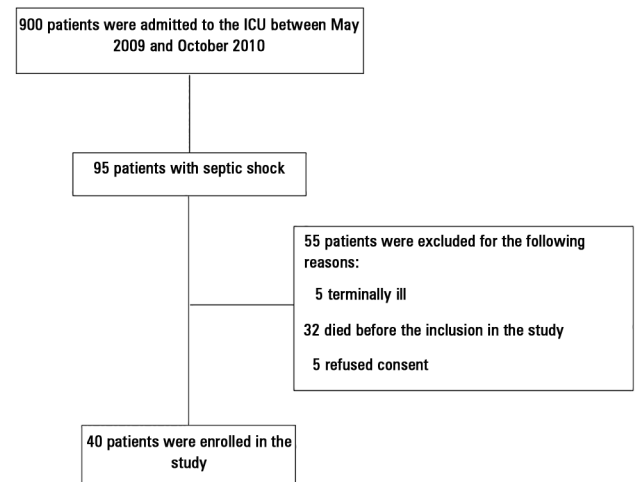 900 patients were admitted to the ICU between May
2009 and October 2010
95 patients with septic shock
55 patients were excluded for the following
reasons:
5 terminally ill
32 died before the inclusion in the study
5 refused consent
40 patients were enrolled in the
study